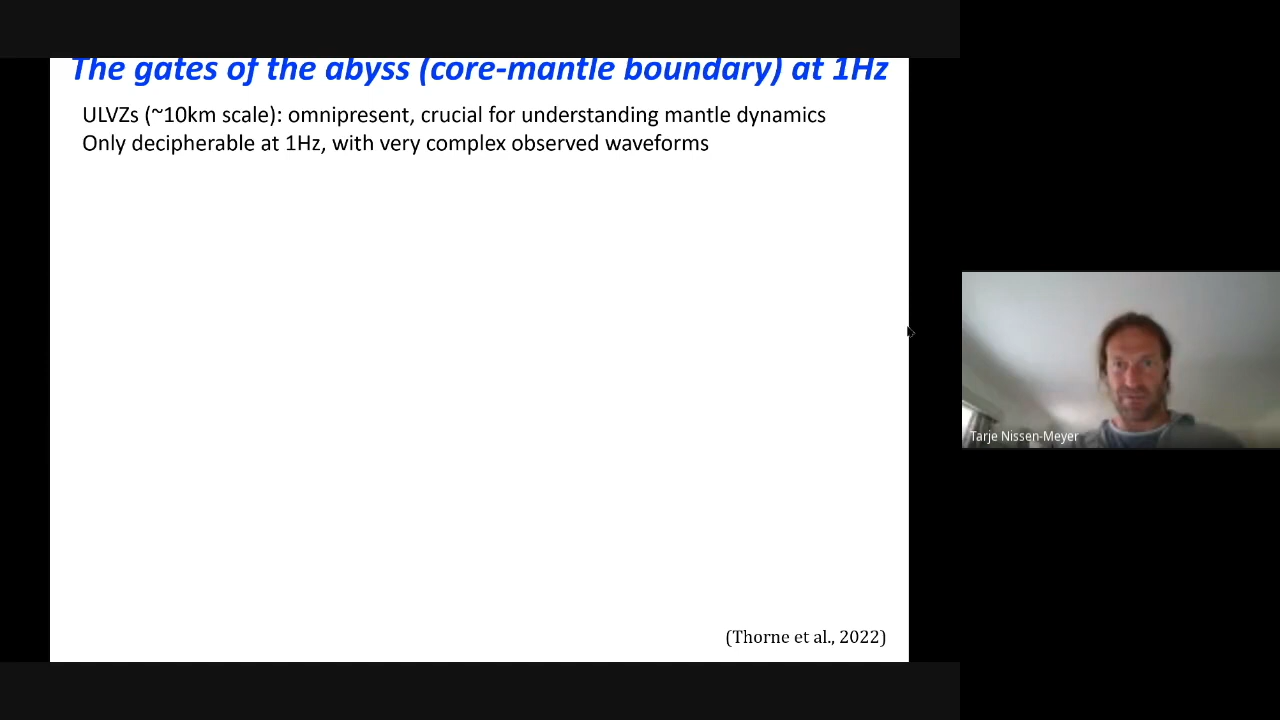 The gates of the abyss (core-mantle boundary) at 1Hz
ULVZs (~10km scale): omnipresent, crucial for understanding mantle dynamics
Only decipherable at 1Hz, with very complex observed waveforms
Tarje Nissen-Meyer
(Thorne et al., 2022)